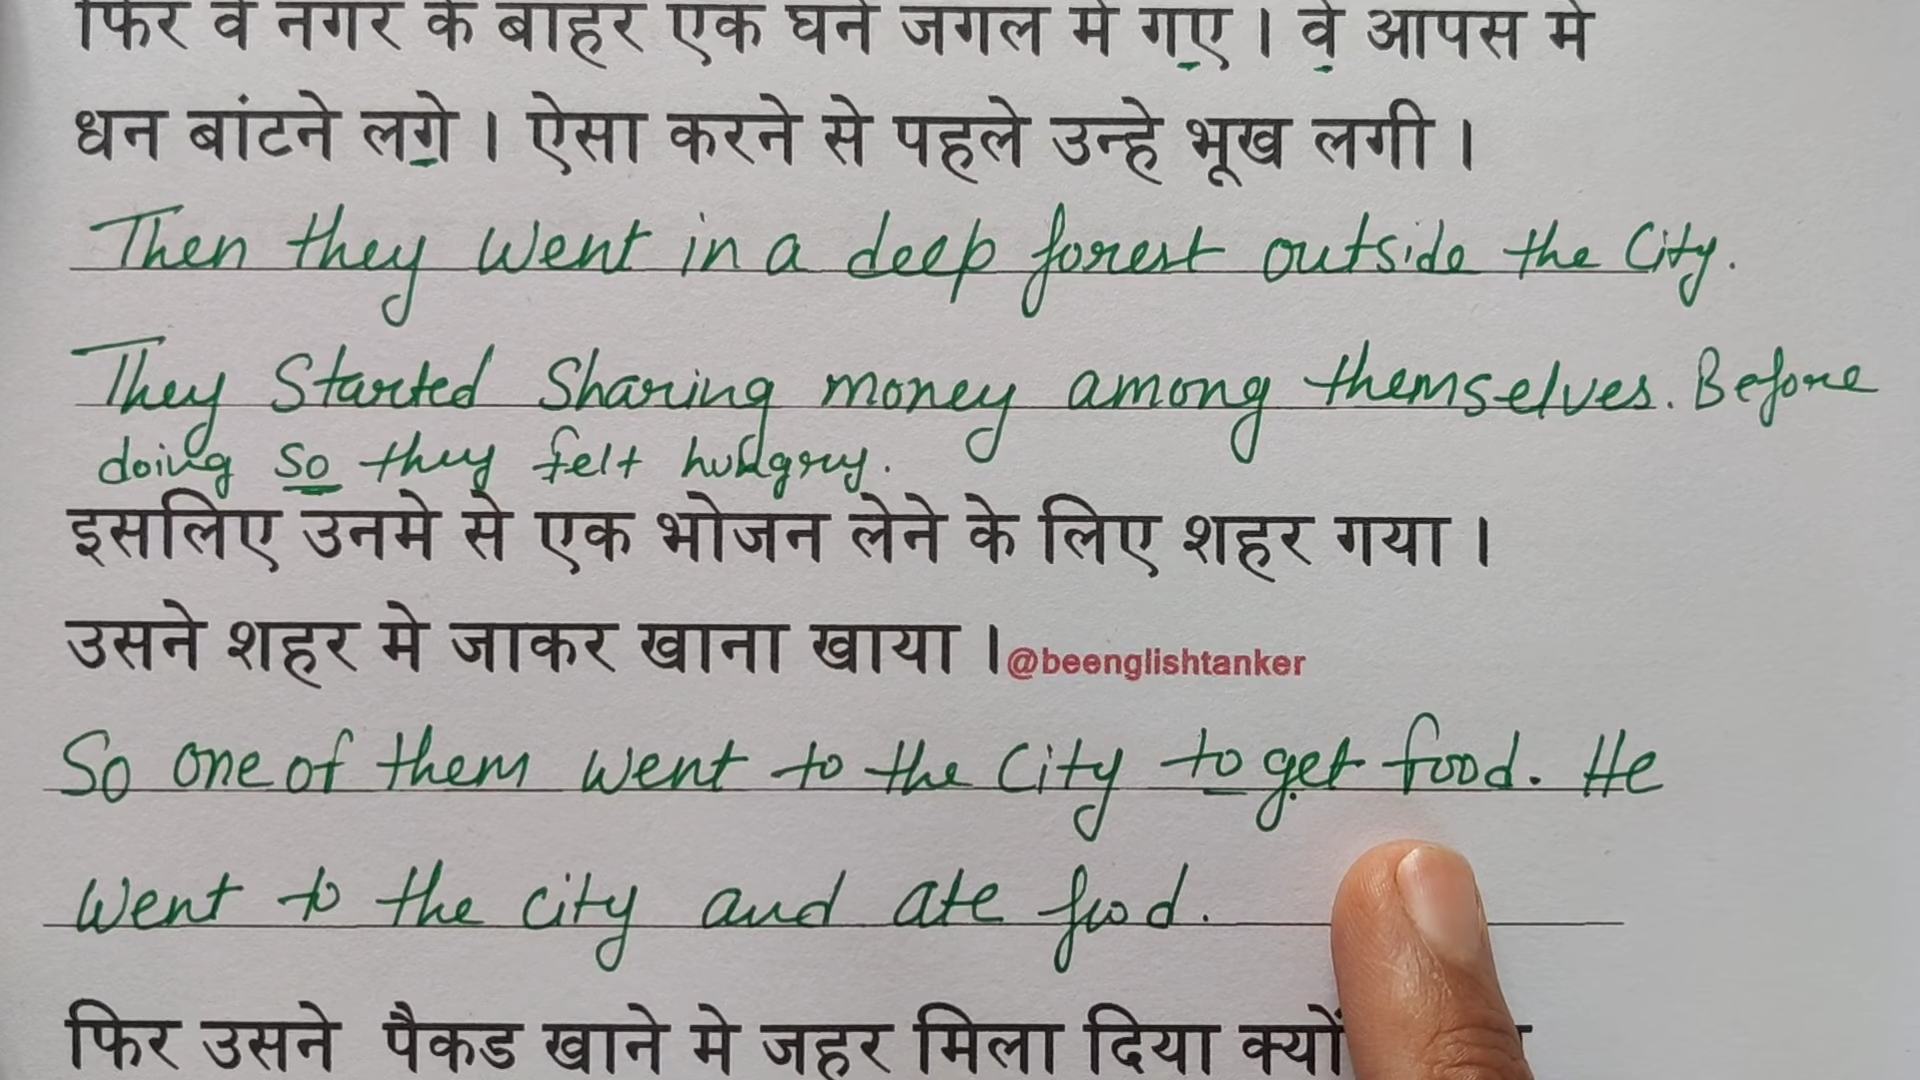 फिर वे नगर के बाहर एक घने जंगल मे गए । वे आपस मे
धन बांटने लगे । ऐसा करने से पहले उन्हे भूख लगी ।
Then they went in a deep forest outside the City.
They Started Sharing money among themselves. Before
doing so they felt hungry.
इसलिए उनमे से एक भोजन लेने के लिए शहर गया ।
उसने शहर मे जाकर खाना खाया । @beenglishtanker
So one of them went to the City to get food. He
went to the city and ate food.
फिर उसने पैकड खाने मे जहर मिला दिया क्यों